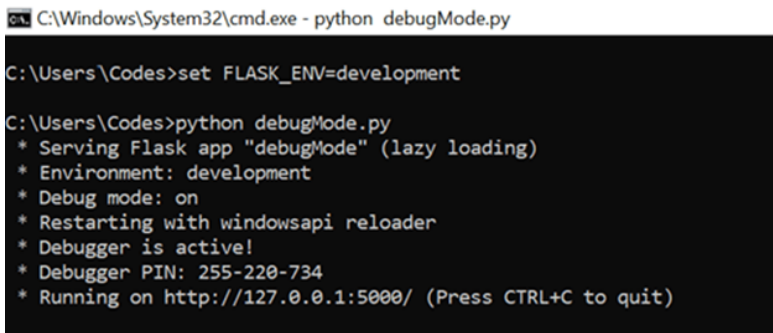 C:\Windows\System32\cmd.exe - python debugMode.py
C:\Users\Codes>set FLASK_ENV=development
C:\Users\Codes>python debugMode.py
* Serving Flask app "debugMode" (lazy loading)
* Environment: development
* Debug mode: on
* Restarting with windowsapi reloader
* Debugger is active!
* Debugger PIN: 255-220-734
* Running on http://127.0.0.1:5000/ (Press CTRL+C to quit)